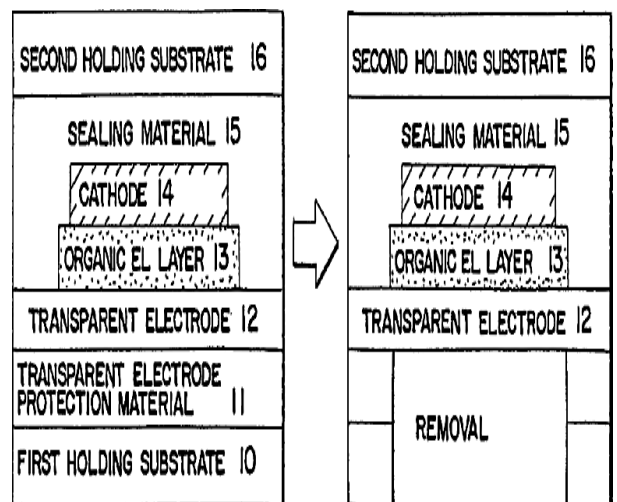 SECOND HOLDING SUBSTRATE 16
SEALING MATERIAL 15
CATHODE 14
ORGANIC EL LAYER 13
TRANSPARENT ELECTRODE 12
TRANSPARENT ELECTRODE
PROTECTION MATERIAL 11
FIRST HOLDING SUBSTRATE 10
SECOND HOLDING SUBSTRATE 16
SEALING MATERIAL 15
CATHODE 14
ORGANIC EL LAYER 13
TRANSPARENT ELECTRODE 12
REMOVAL